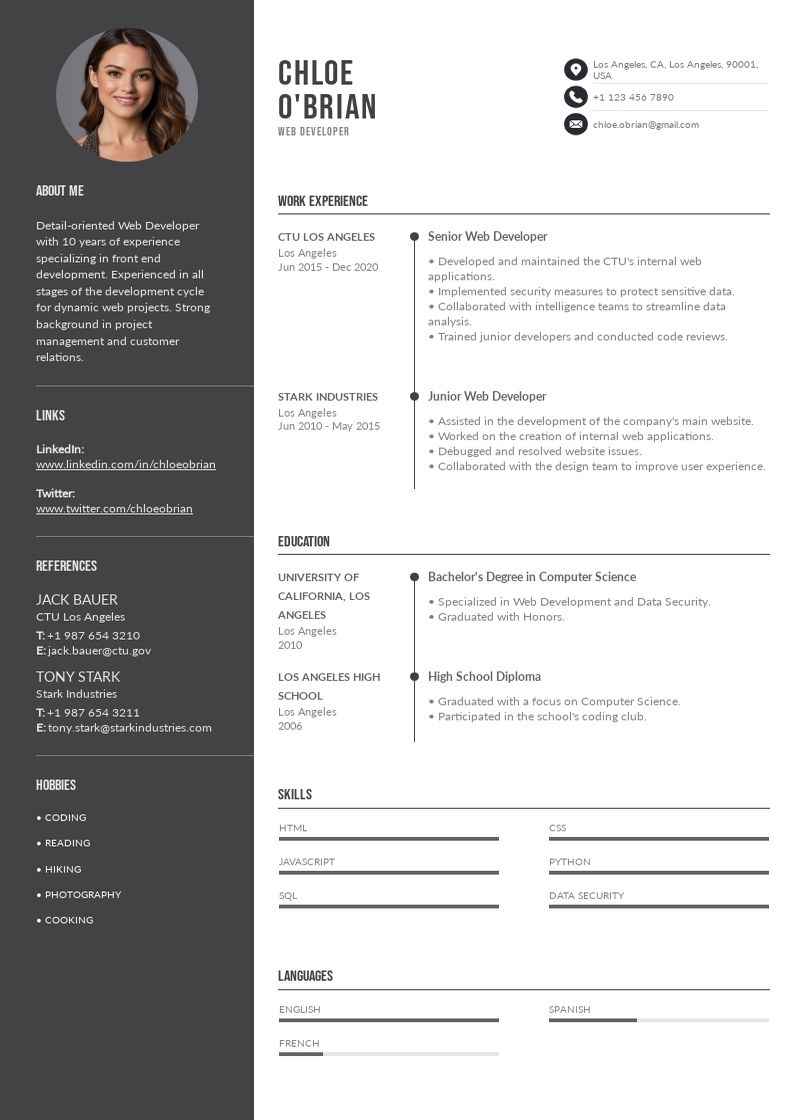 ABOUT ME
Detail-oriented Web Developer
with 10 years of experience
specializing in front end
development. Experienced in all
stages of the development cycle
for dynamic web projects. Strong
background in project
management and customer
relations.
LINKS
LinkedIn:
www.linkedin.com/in/chloeobrian
Twitter:
www.twitter.com/chloeobrian
REFERENCES
JACK BAUER
CTU Los Angeles
T: +1 987 654 3210
E: jack.bauer@ctu.gov
TONY STARK
Stark Industries
T: +1 987 654 3211
E: tony.stark@starkindustries.com
HOBBIES
• CODING
• READING
• HIKING
• PHOTOGRAPHY
• COOKING
CHLOE
O'BRIAN
WEB DEVELOPER
Los Angeles, CA, Los Angeles, 90001,
USA
+1 123 456 7890
chloe.obrian@gmail.com
WORK EXPERIENCE
CTU LOS ANGELES
Los Angeles
Jun 2015 - Dec 2020
Senior Web Developer
• Developed and maintained the CTU's internal web
applications.
• Implemented security measures to protect sensitive data.
• Collaborated with intelligence teams to streamline data
analysis.
• Trained junior developers and conducted code reviews.
STARK INDUSTRIES
Los Angeles
Jun 2010 - May 2015
Junior Web Developer
• Assisted in the development of the company's main website.
• Worked on the creation of internal web applications.
• Debugged and resolved website issues.
• Collaborated with the design team to improve user experience.
EDUCATION
UNIVERSITY OF
CALIFORNIA, LOS
ANGELES
Los Angeles
2010
Bachelor's Degree in Computer Science
• Specialized in Web Development and Data Security.
• Graduated with Honors.
LOS ANGELES HIGH
SCHOOL
Los Angeles
2006
High School Diploma
• Graduated with a focus on Computer Science.
• Participated in the school's coding club.
SKILLS
HTML
CSS
JAVASCRIPT
PYTHON
SQL
DATA SECURITY
LANGUAGES
ENGLISH
SPANISH
FRENCH